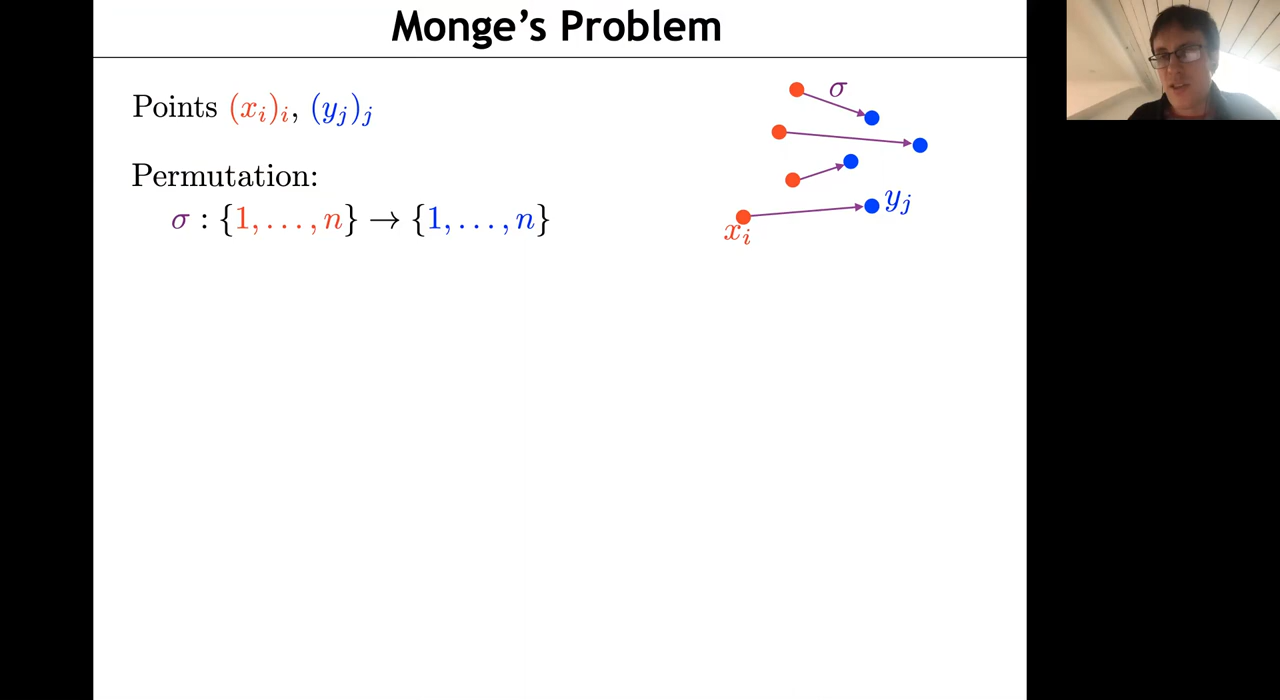 Monge's Problem
Points (x_i)_i, (y_j)_j
Permutation:
σ : {1, . . . , n} → {1, . . . , n}
σ
y_j
x_i